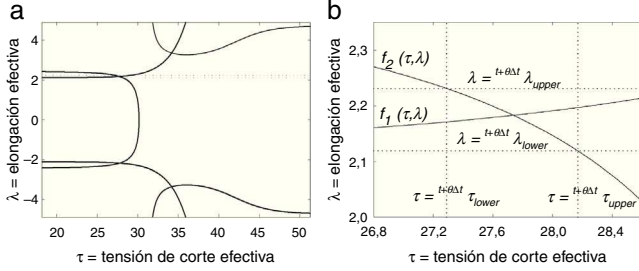 a
4
2
0
−2
−4
20 25 30 35 40 45 50
λ = elongación efectiva
τ = tensión de corte efectiva
b
2,3
2,2
2,1
2,0
26,8 27,2 27,6 28,0 28,4
λ = elongación efectiva
τ = tensión de corte efectiva
f2 (τ,λ)
λ = t+θΔt λupper
f1 (τ,λ)
λ = t+θΔt λlower
τ = t+θΔt τlower
τ = t+θΔt τupper